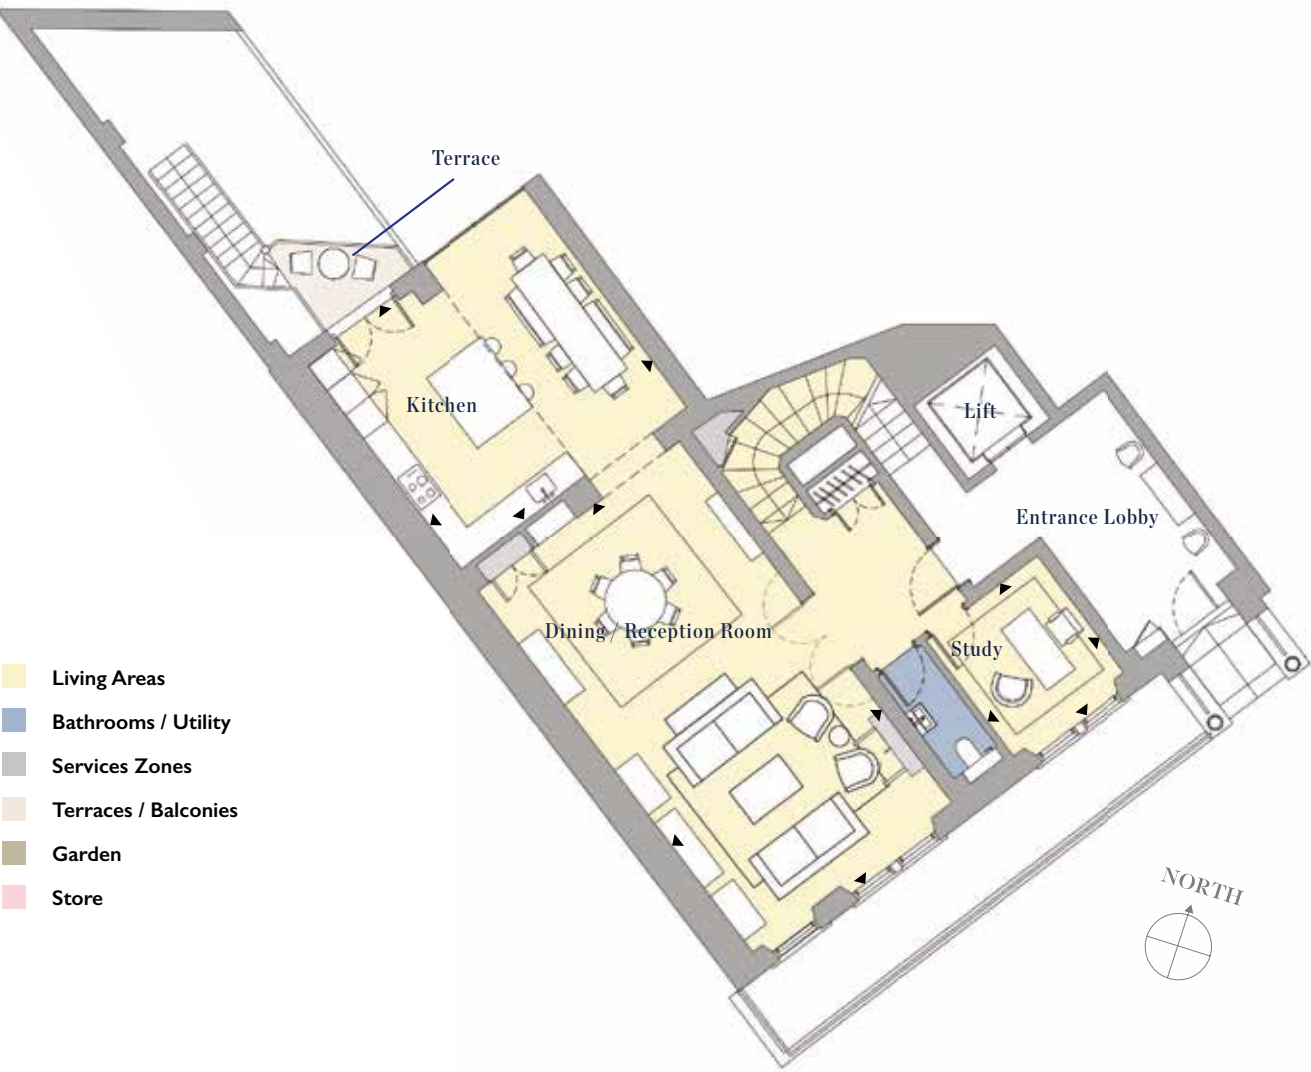 Terrace
Kitchen
Lift
Entrance Lobby
Dining / Reception Room
Study
Living Areas
Bathrooms / Utility
Services Zones
Terraces / Balconies
Garden
Store
NORTH